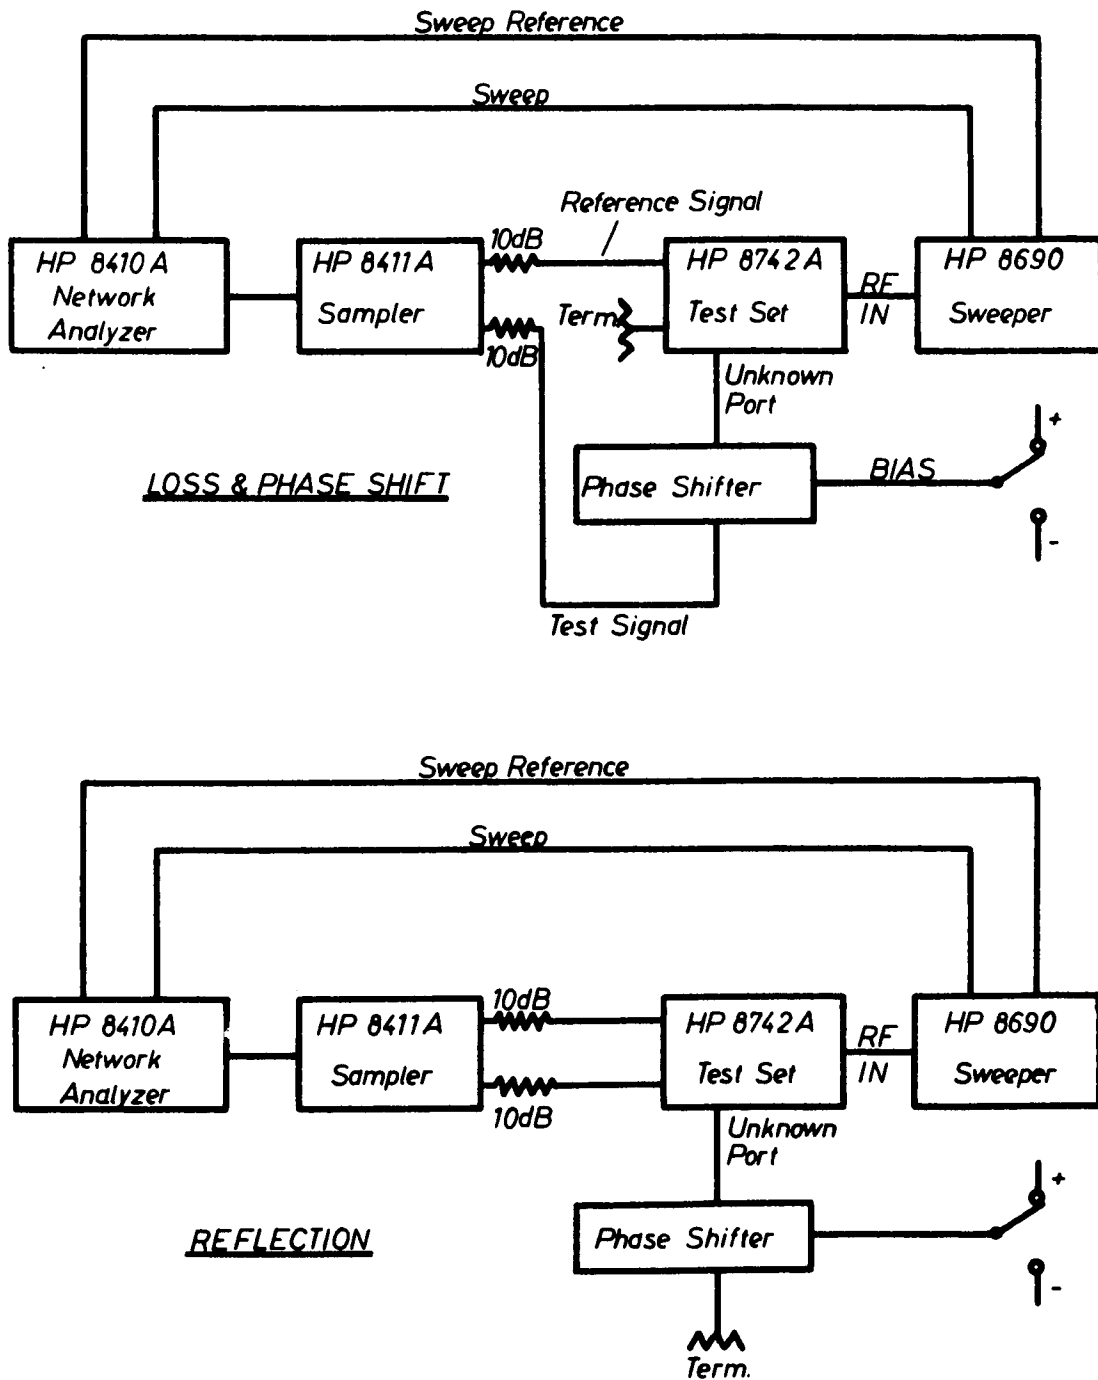 Sweep Reference
Sweep
Reference Signal
10dB
HP 8410A
Network
Analyzer
HP 8411A
Sampler
HP 8742A
Test Set
RF
IN
HP 8690
Sweeper
Term.
10dB
Unknown
Port
+
LOSS & PHASE SHIFT
Phase Shifter
BIAS
-
Test Signal
Sweep Reference
Sweep
10dB
HP 8410A
Network
Analyzer
HP 8411A
Sampler
HP 8742A
Test Set
RF
IN
HP 8690
Sweeper
10dB
Unknown
Port
+
REFLECTION
Phase Shifter
-
Term.